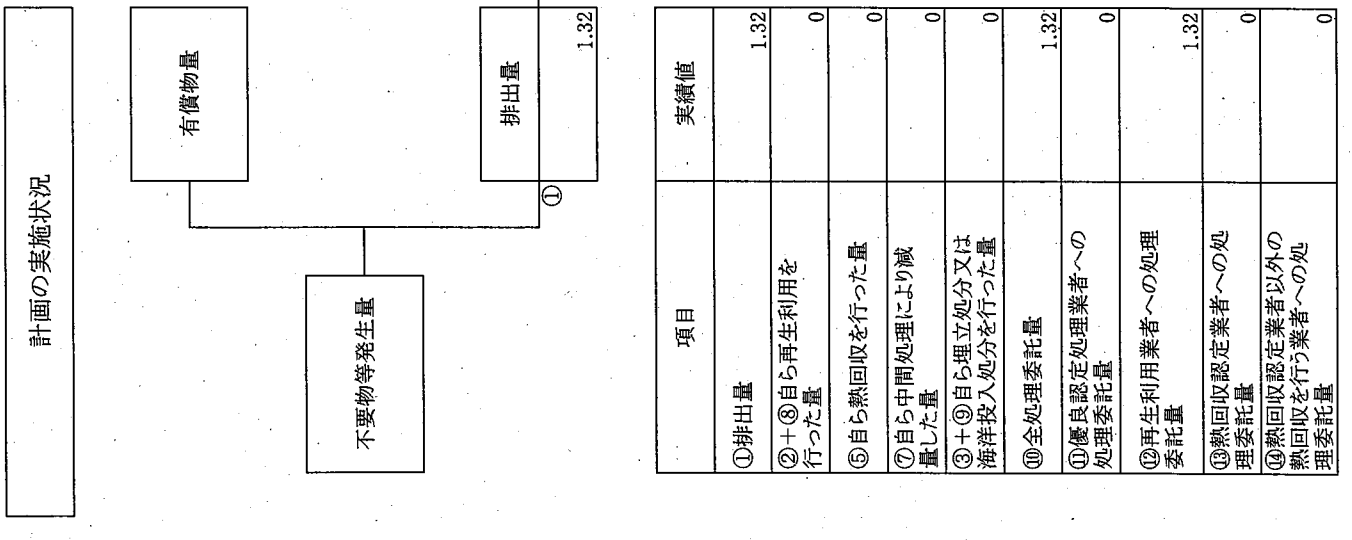 計画の実施状況
有償物量
不要物等発生量
排出量
①
1.32
項目
実績値
①排出量
1.32
②+⑧自ら再生利用を
行った量
0
⑤自ら熱回収を行った量
0
⑦自ら中間処理により減
量した量
0
③+⑨自ら埋立処分又は
海洋投入処分を行った量
0
⑩全処理委託量
1.32
⑪優良認定処理業者への
処理委託量
0
⑫再生利用業者への処理
委託量
1.32
⑬熱回収認定業者への処
理委託量
0
⑭熱回収認定業者以外の
熱回収を行う業者への処
理委託量
0